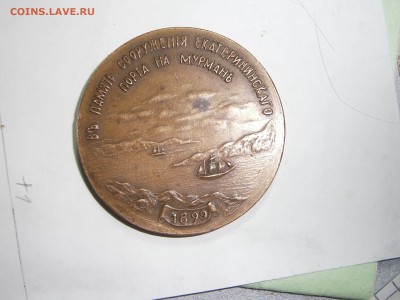 COINS.LAVE.RU
ВЪ ПАМЯТЬ СООРУЖЕНІЯ ЕКАТЕРИНИНСКАГО
ПОРТА НА МУРМАНѢ
1899